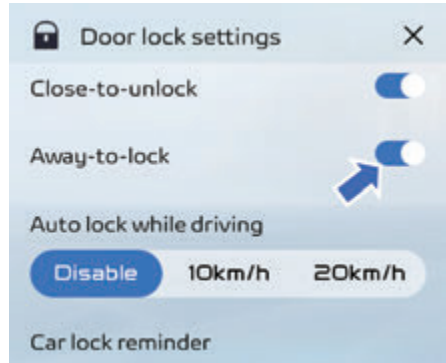 Door lock settings
Close-to-unlock
Away-to-lock
Auto lock while driving
Disable 10km/h 20km/h
Car lock reminder